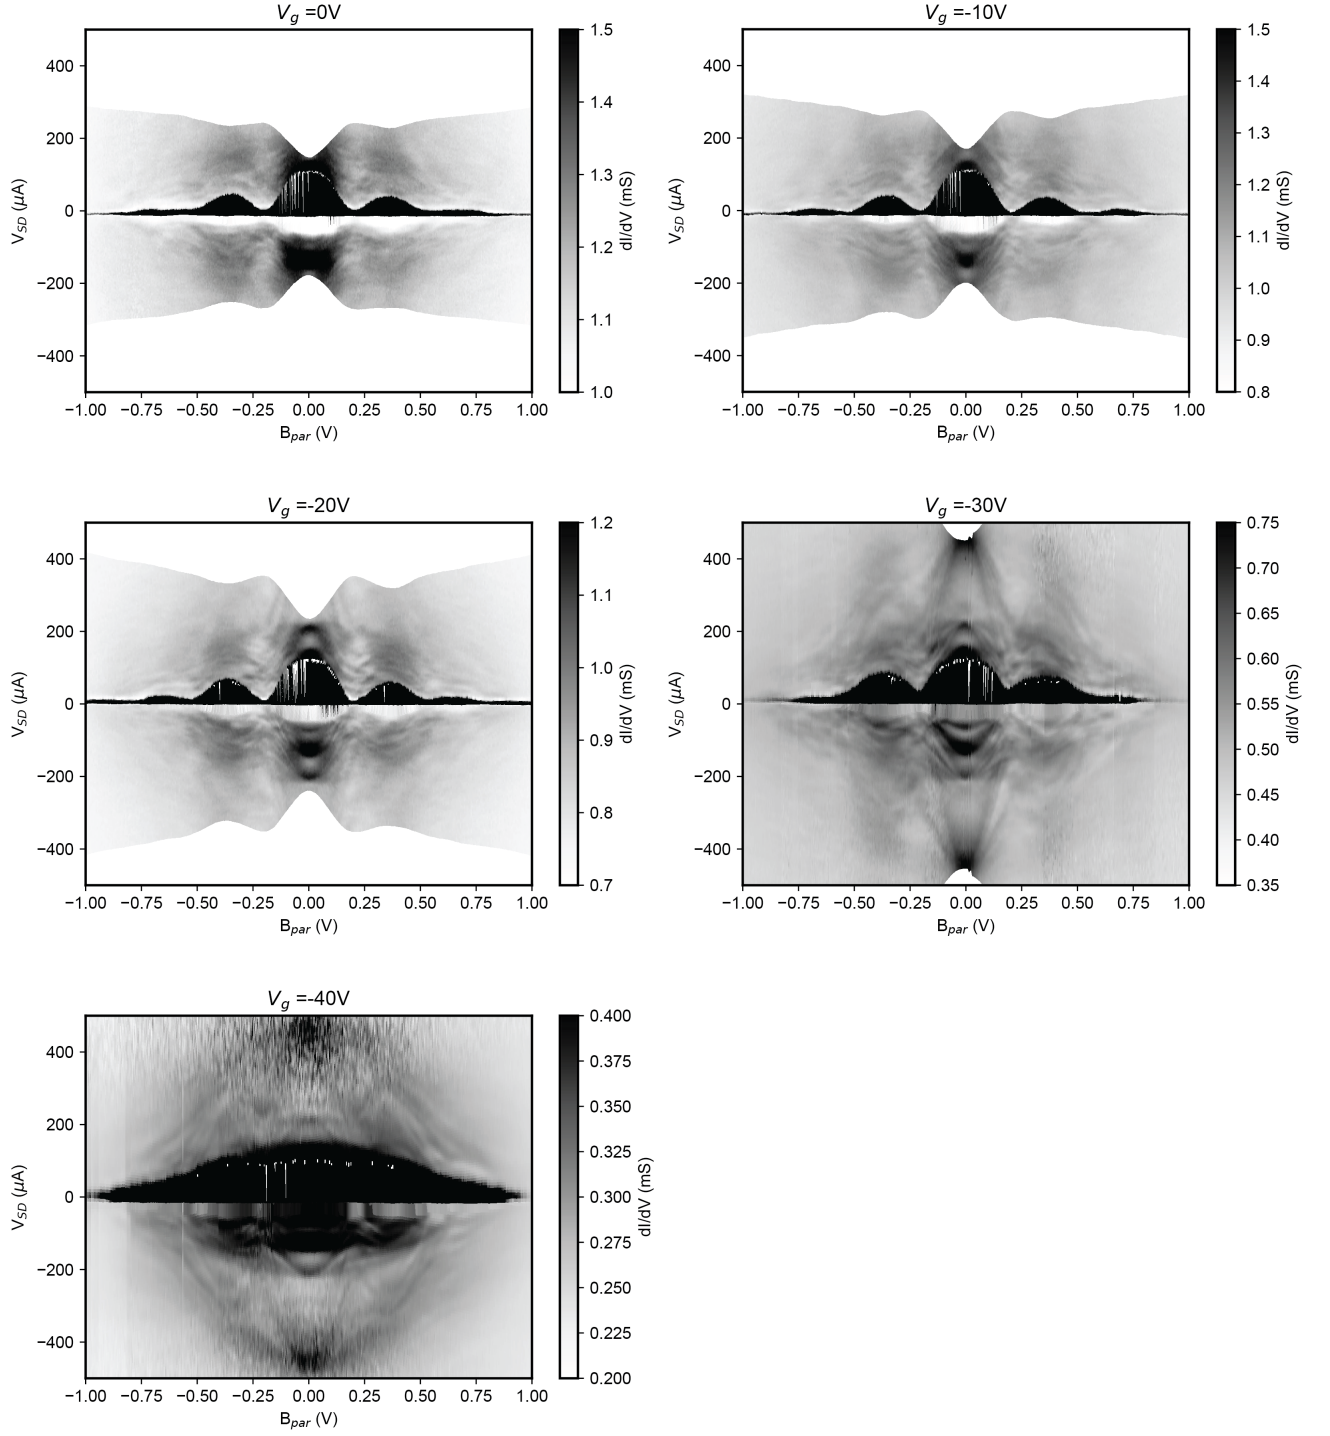 V_g =0V
400
200
0
−200
−400
V_SD (µA)
−1.00 −0.75 −0.50 −0.25 0.00 0.25 0.50 0.75 1.00
B_par (V)
1.5
1.4
1.3
1.2
1.1
1.0
dI/dV (mS)
V_g =-10V
400
200
0
−200
−400
V_SD (µA)
−1.00 −0.75 −0.50 −0.25 0.00 0.25 0.50 0.75 1.00
B_par (V)
1.5
1.4
1.3
1.2
1.1
1.0
0.9
0.8
dI/dV (mS)
V_g =-20V
400
200
0
−200
−400
V_SD (µA)
−1.00 −0.75 −0.50 −0.25 0.00 0.25 0.50 0.75 1.00
B_par (V)
1.2
1.1
1.0
0.9
0.8
0.7
dI/dV (mS)
V_g =-30V
400
200
0
−200
−400
V_SD (µA)
−1.00 −0.75 −0.50 −0.25 0.00 0.25 0.50 0.75 1.00
B_par (V)
0.75
0.70
0.65
0.60
0.55
0.50
0.45
0.40
0.35
dI/dV (mS)
V_g =-40V
400
200
0
−200
−400
V_SD (µA)
−1.00 −0.75 −0.50 −0.25 0.00 0.25 0.50 0.75 1.00
B_par (V)
0.400
0.375
0.350
0.325
0.300
0.275
0.250
0.225
0.200
dI/dV (mS)